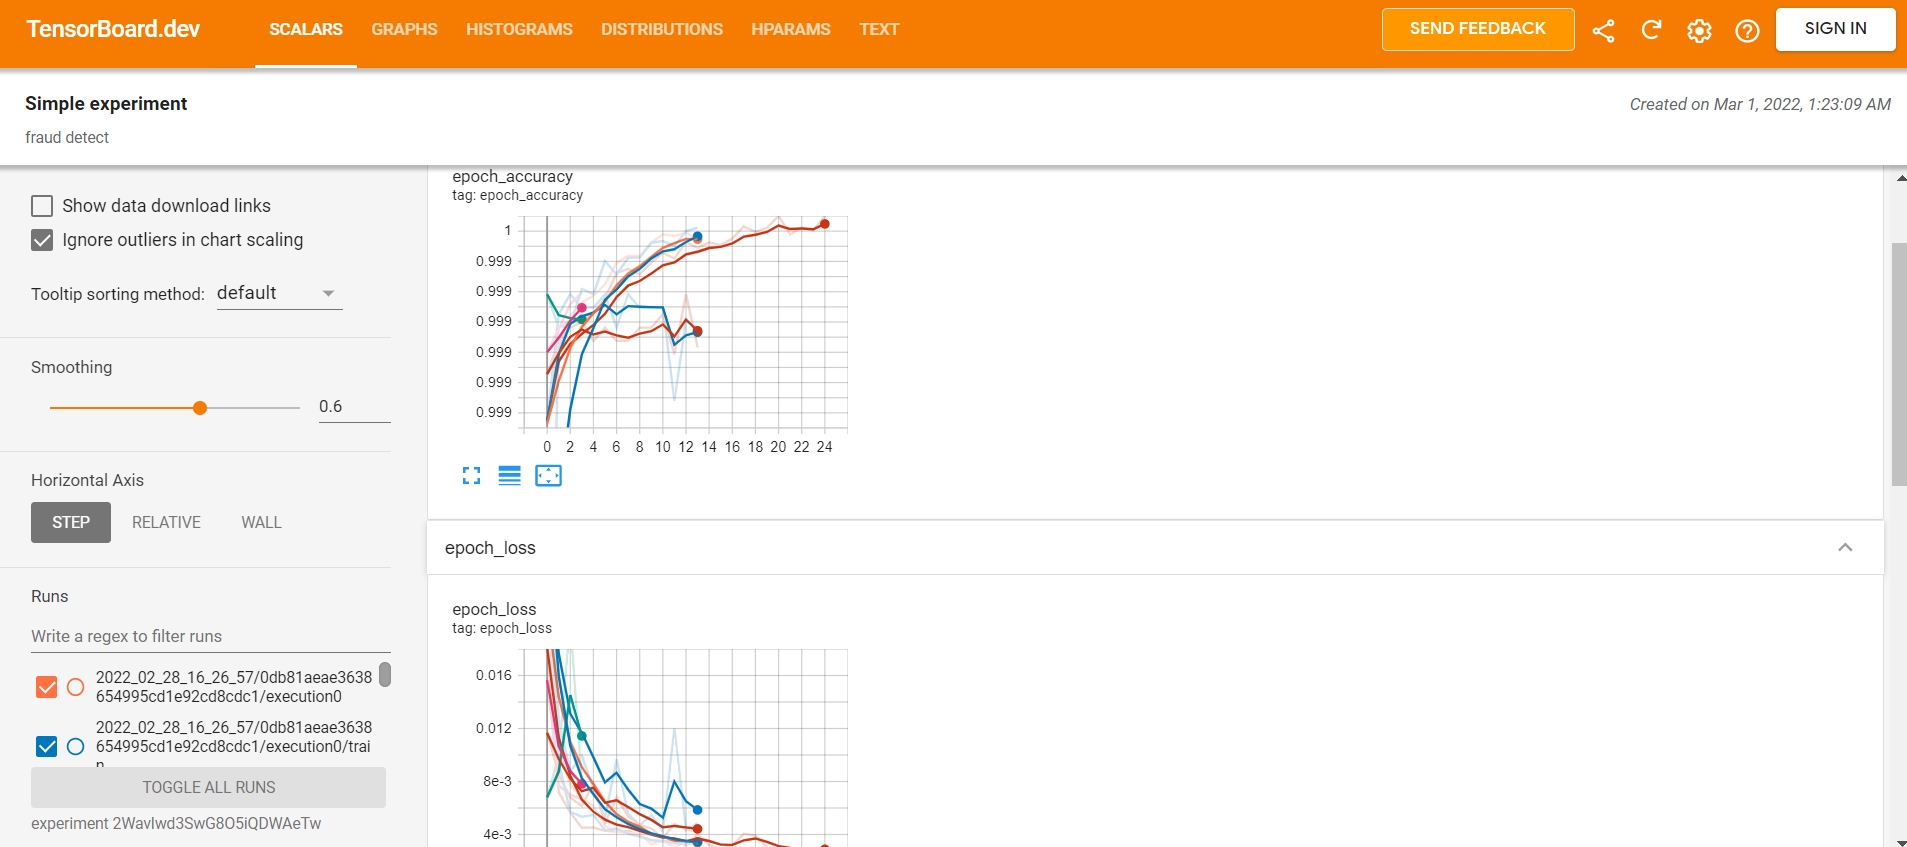 TensorBoard.dev
SCALARS
GRAPHS
HISTOGRAMS
DISTRIBUTIONS
HPARAMS
TEXT
SEND FEEDBACK
SIGN IN
Simple experiment
Created on Mar 1, 2022, 1:23:09 AM
fraud detect
Show data download links
Ignore outliers in chart scaling
Tooltip sorting method: default
Smoothing
0.6
Horizontal Axis
STEP
RELATIVE
WALL
Runs
Write a regex to filter runs
2022_02_28_16_26_57/0db81aeae3638
654995cd1e92cd8cdc1/execution0
2022_02_28_16_26_57/0db81aeae3638
654995cd1e92cd8cdc1/execution0/trai
n
TOGGLE ALL RUNS
experiment 2Wavlwd3SwG8O5iQDWAeTw
epoch_accuracy
tag: epoch_accuracy
1
0.999
0.999
0.999
0.999
0.999
0.999
0 2 4 6 8 10 12 14 16 18 20 22 24
epoch_loss
epoch_loss
tag: epoch_loss
0.016
0.012
8e-3
4e-3